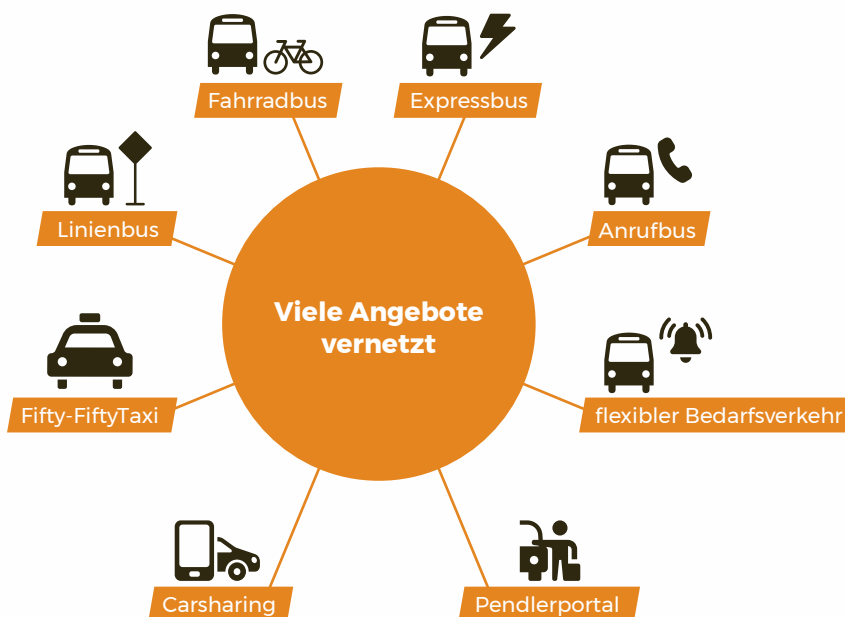 Fahrradbus
Expressbus
Linienbus
Anrufbus
Viele Angebote
vernetzt
Fifty-FiftyTaxi
flexibler Bedarfsverkehr
Carsharing
Pendlerportal